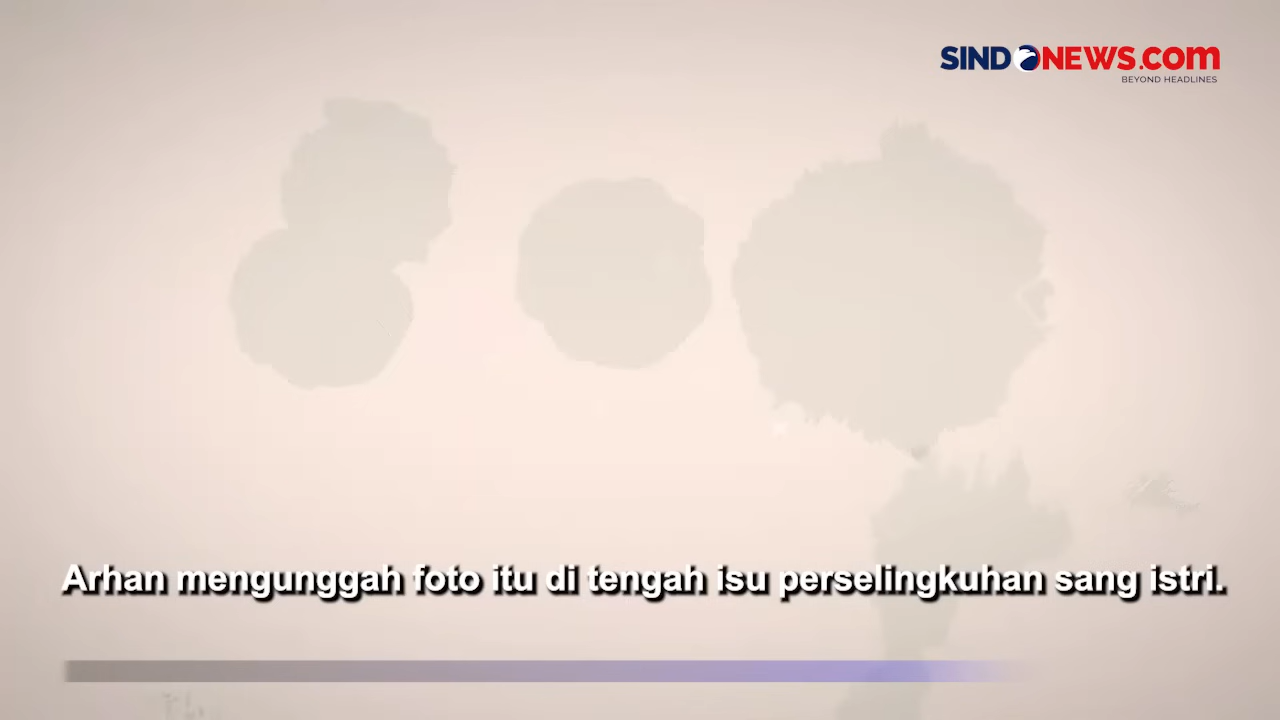 SINDONEWS.com
BEYOND HEADLINES
Arhan mengunggah foto itu di tengah isu perselingkuhan sang istri.